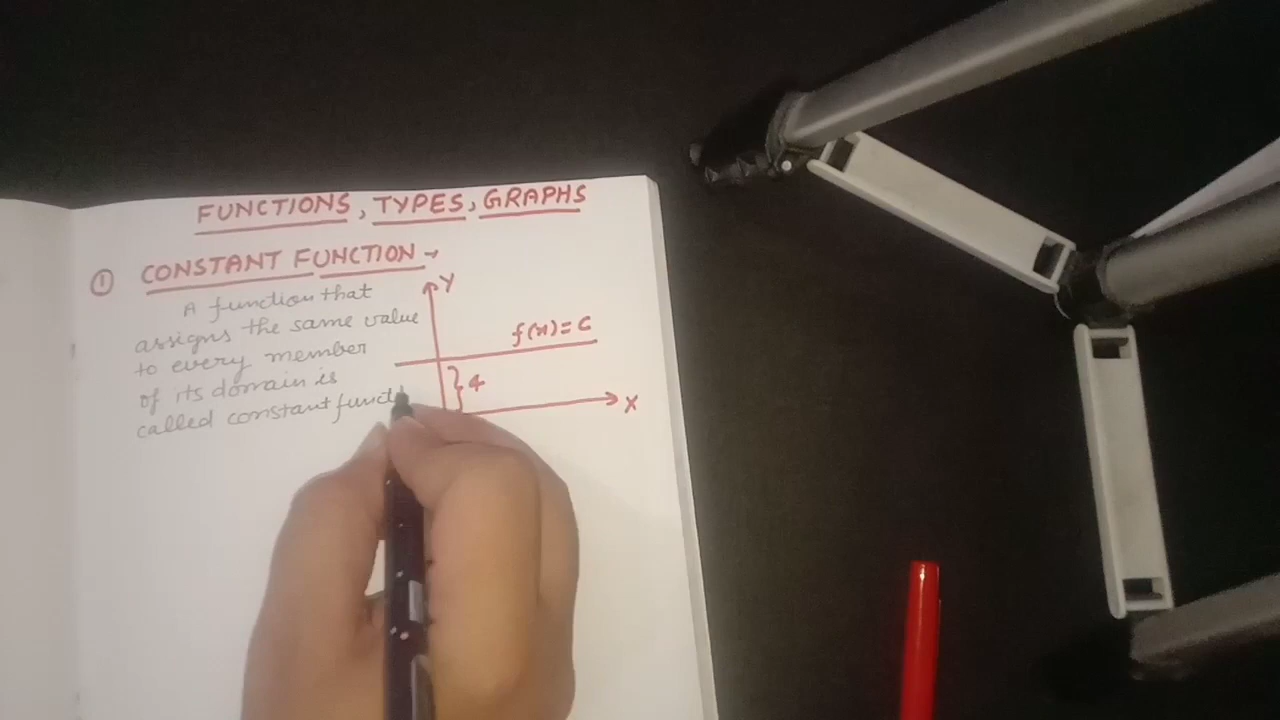 FUNCTIONS, TYPES, GRAPHS
① CONSTANT FUNCTION →
A function that
assigns the same value
to every member
of its domain is
called constant functi
Y
f(x) = C
4
X